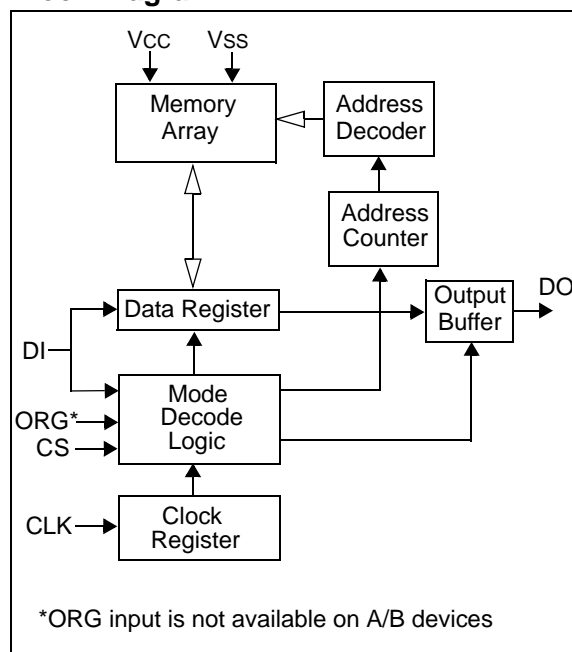 VCC
VSS
Memory
Array
Address
Decoder
Address
Counter
Data Register
Output
Buffer
DO
DI
Mode
Decode
Logic
ORG*
CS
CLK
Clock
Register
*ORG input is not available on A/B devices